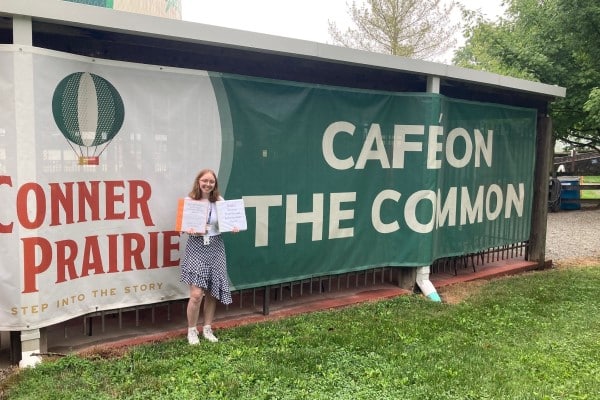 CONNER
PRAIRIE
STEP INTO THE STORY
CAFÉ ON
THE COMMON